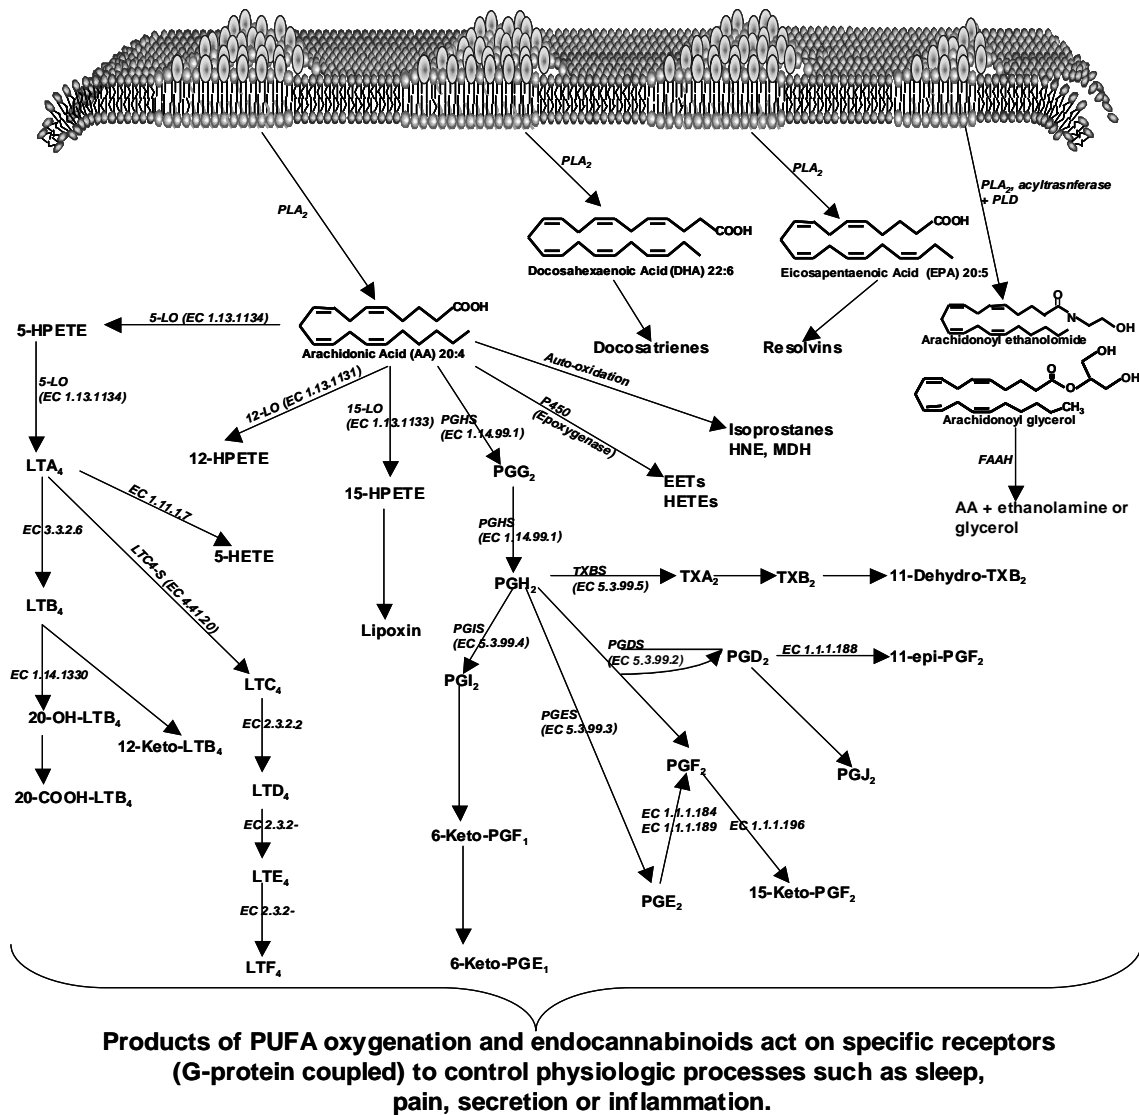 PLA2
PLA2
PLA2
PLA2, acyltrasnferase
+ PLD
COOH
Docosahexaenoic Acid (DHA) 22:6
COOH
Eicosapentaenoic Acid (EPA) 20:5
O
N
OH
Arachidonoyl ethanolomide
OH
O
O
OH
CH3
Arachidonoyl glycerol
COOH
Arachidonic Acid (AA) 20:4
5-HPETE
5-LO (EC 1.13.1134)
Docosatrienes
Resolvins
5-LO
(EC 1.13.1134)
12-LO (EC 1.13.1131)
15-LO
(EC 1.13.1133)
PGHS
(EC 1.14.99.1)
P450
(Epoxygenase)
Auto-oxidation
Isoprostanes
HNE, MDH
FAAH
LTA4
12-HPETE
15-HPETE
PGG2
EETs
HETEs
AA + ethanolamine or
glycerol
EC 1.11.1.7
EC 3.3.2.6
5-HETE
LTC4-S (EC 4.41.20)
PGHS
(EC 1.14.99.1)
PGH2
TXBS
(EC 5.3.99.5)
TXA2
TXB2
11-Dehydro-TXB2
LTB4
Lipoxin
PGIS
(EC 5.3.99.4)
PGDS
(EC 5.3.99.2)
PGD2
EC 1.1.1.188
11-epi-PGF2
EC 1.14.1330
LTC4
PGI2
20-OH-LTB4
12-Keto-LTB4
EC 2.3.2.2
PGES
(EC 5.3.99.3)
PGF2
PGJ2
20-COOH-LTB4
LTD4
EC 2.3.2-
6-Keto-PGF1
EC 1.1.1.184
EC 1.1.1.189
EC 1.1.1.196
LTE4
EC 2.3.2-
PGE2
15-Keto-PGF2
LTF4
6-Keto-PGE1
Products of PUFA oxygenation and endocannabinoids act on specific receptors
(G-protein coupled) to control physiologic processes such as sleep,
pain, secretion or inflammation.